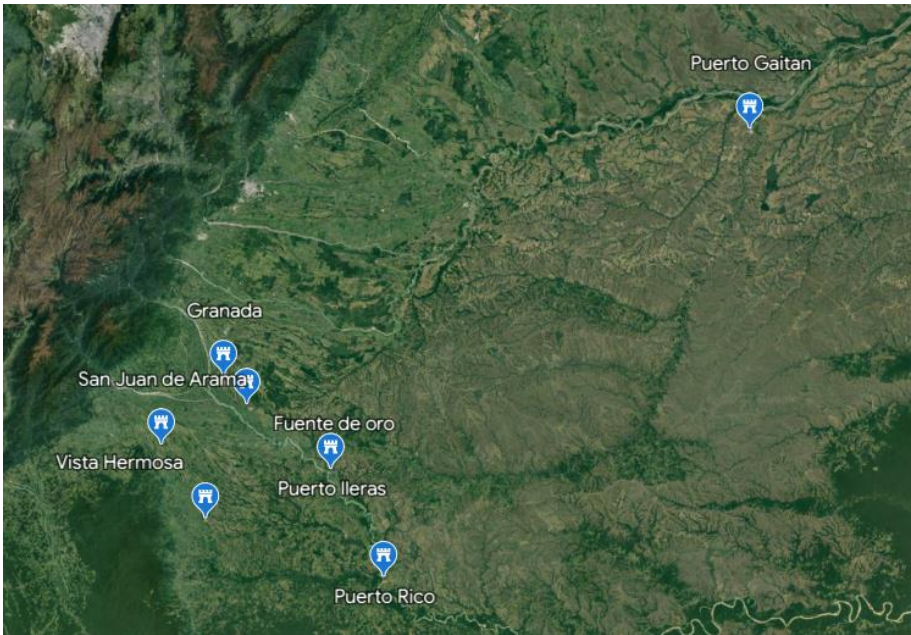 Puerto Gaitan
Granada
San Juan de Arama
Fuente de oro
Vista Hermosa
Puerto lleras
Puerto Rico